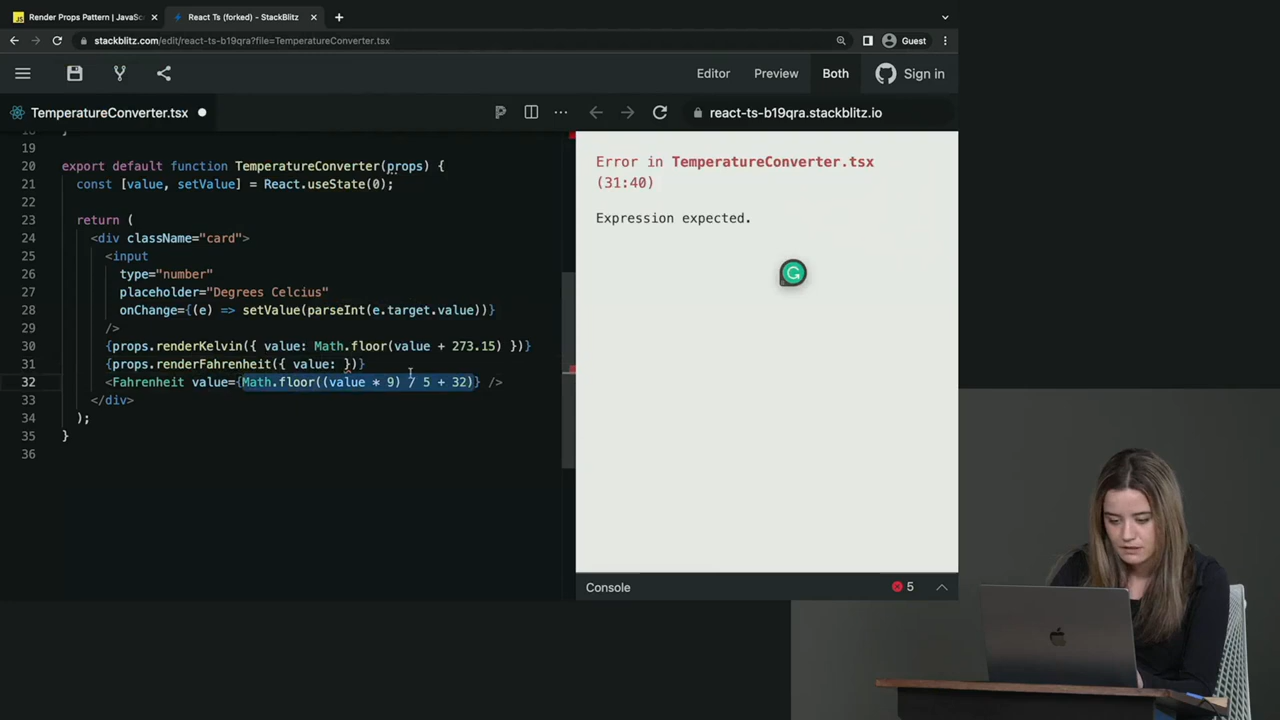 JS Render Props Pattern | JavaSc
React Ts (forked) - StackBlitz
stackblitz.com/edit/react-ts-b19qra?file=TemperatureConverter.tsx
Guest
Editor
Preview
Both
Sign in
TemperatureConverter.tsx
react-ts-b19qra.stackblitz.io
19
20 export default function TemperatureConverter(props) {
21 const [value, setValue] = React.useState(0);
22
23 return (
24 <div className="card">
25 <input
26 type="number"
27 placeholder="Degrees Celcius"
28 onChange={(e) => setValue(parseInt(e.target.value))}
29 />
30 {props.renderKelvin({ value: Math.floor(value + 273.15) })}
31 {props.renderFahrenheit({ value: })}
32 <Fahrenheit value={Math.floor((value * 9) / 5 + 32)} />
33 </div>
34 );
35 }
36
Error in TemperatureConverter.tsx
(31:40)
Expression expected.
G
Console
5